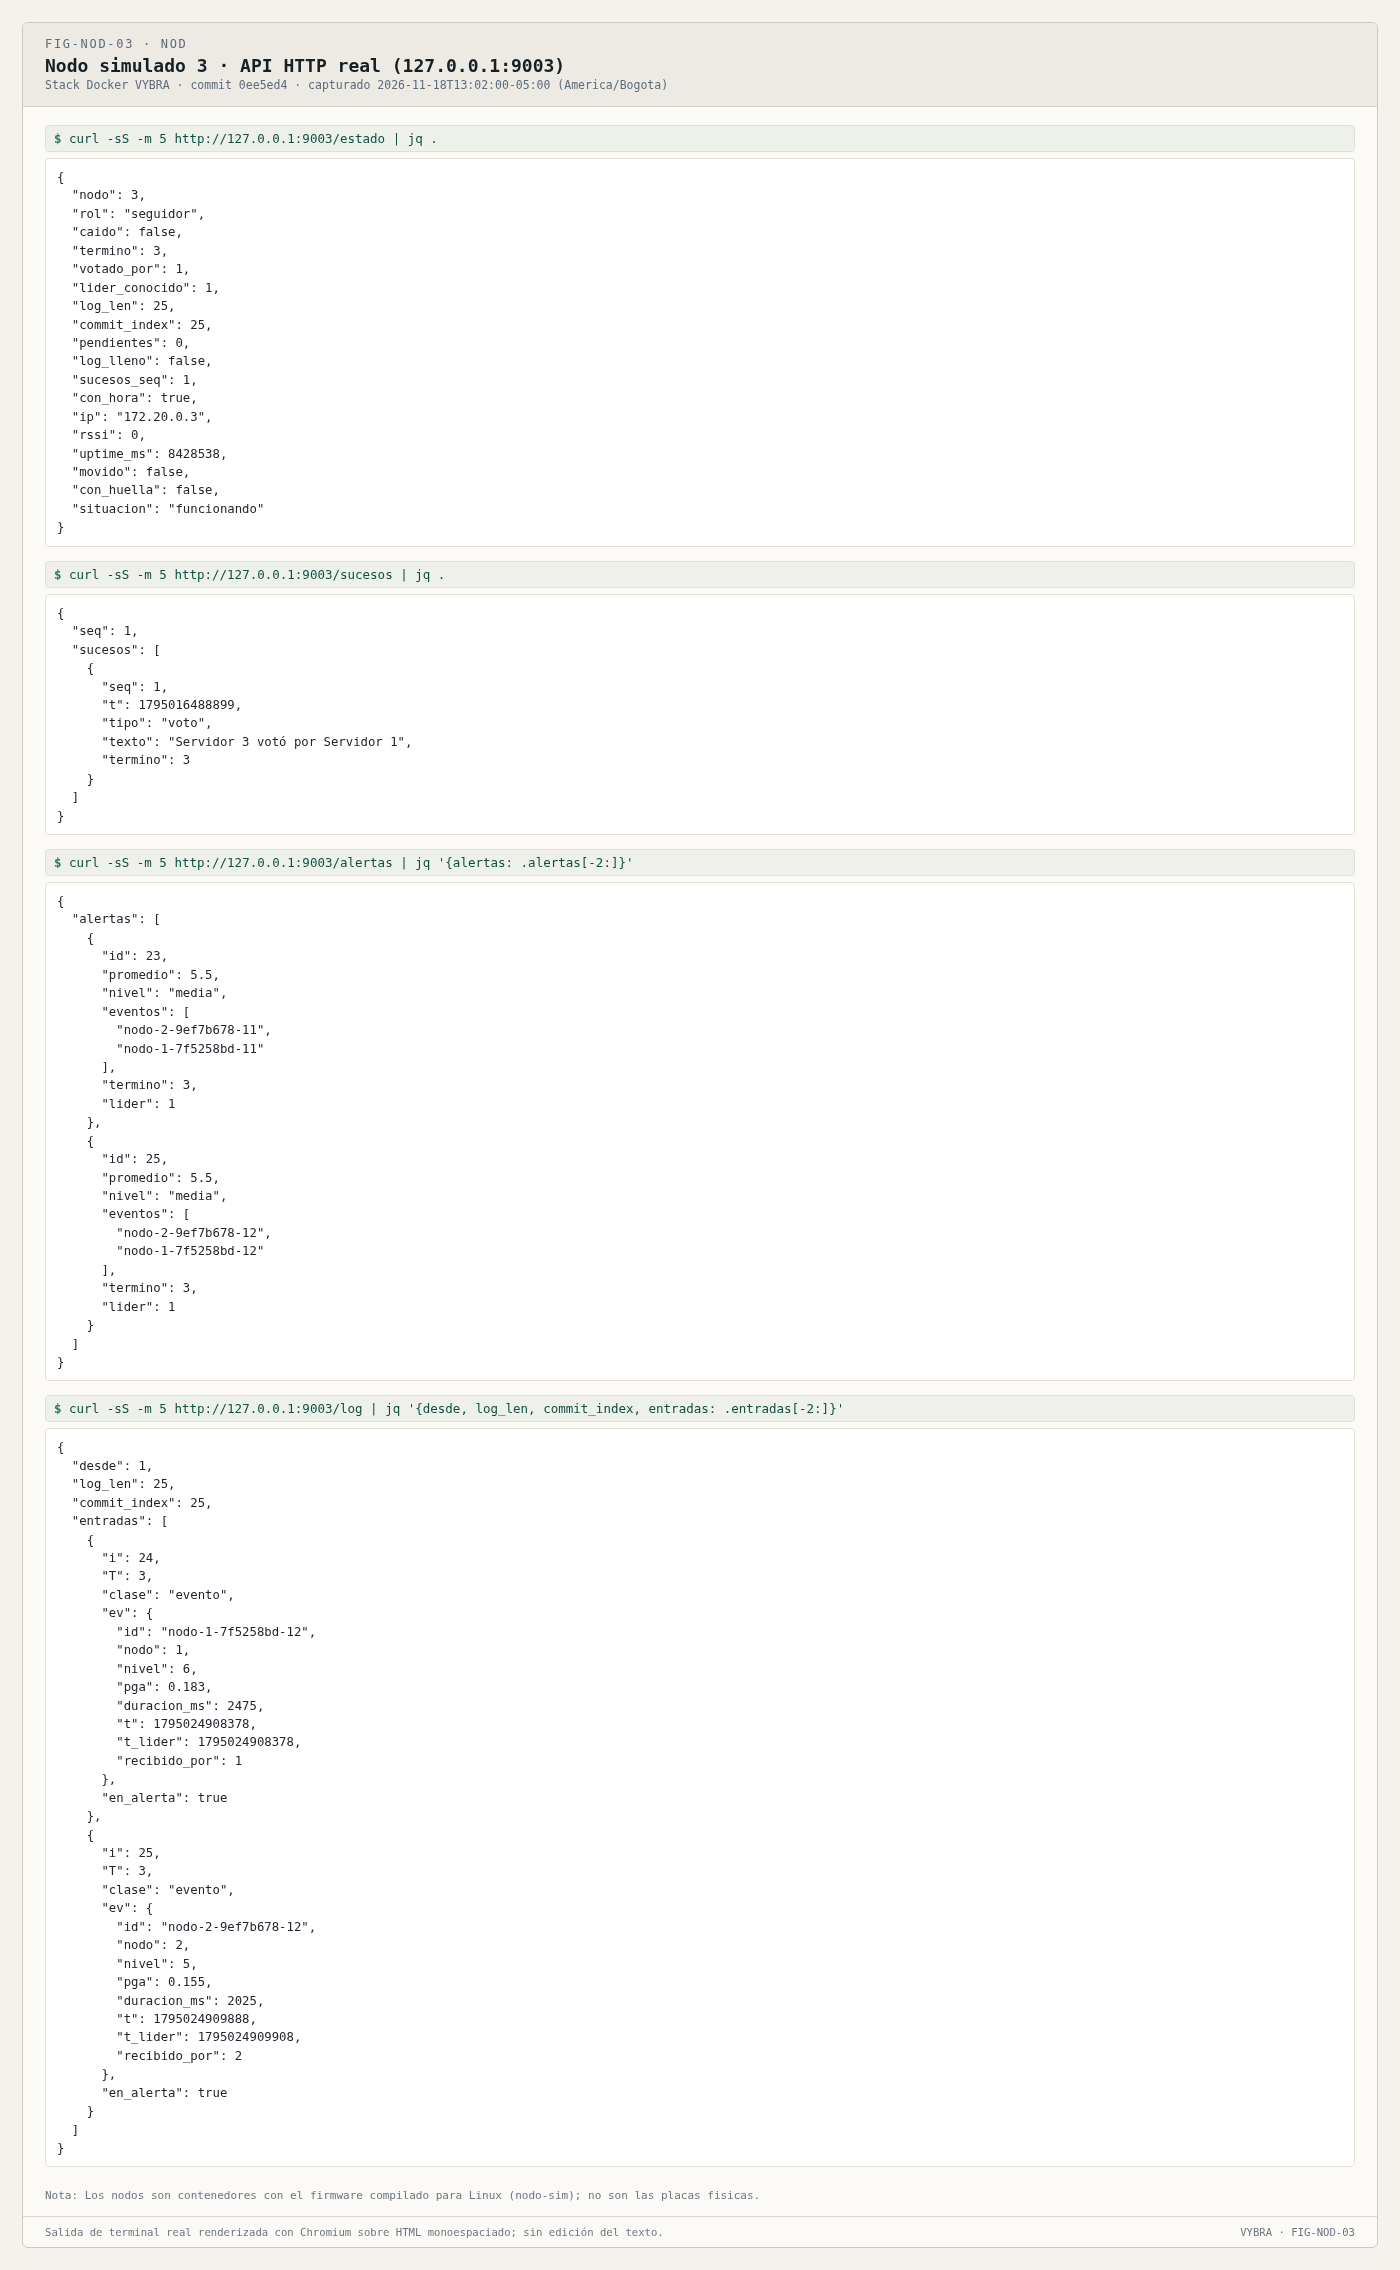 FIG-NOD-03 · NOD
Nodo simulado 3 · API HTTP real (127.0.0.1:9003)
Stack Docker VYBRA · commit 0ee5ed4 · capturado 2026-11-18T13:02:00-05:00 (America/Bogota)
$ curl -sS -m 5 http://127.0.0.1:9003/estado | jq .
{
  "nodo": 3,
  "rol": "seguidor",
  "caido": false,
  "termino": 3,
  "votado_por": 1,
  "lider_conocido": 1,
  "log_len": 25,
  "commit_index": 25,
  "pendientes": 0,
  "log_lleno": false,
  "sucesos_seq": 1,
  "con_hora": true,
  "ip": "172.20.0.3",
  "rssi": 0,
  "uptime_ms": 8428538,
  "movido": false,
  "con_huella": false,
  "situacion": "funcionando"
}
$ curl -sS -m 5 http://127.0.0.1:9003/sucesos | jq .
{
  "seq": 1,
  "sucesos": [
    {
      "seq": 1,
      "t": 1795016488899,
      "tipo": "voto",
      "texto": "Servidor 3 votó por Servidor 1",
      "termino": 3
    }
  ]
}
$ curl -sS -m 5 http://127.0.0.1:9003/alertas | jq '{alertas: .alertas[-2:]}'
{
  "alertas": [
    {
      "id": 23,
      "promedio": 5.5,
      "nivel": "media",
      "eventos": [
        "nodo-2-9ef7b678-11",
        "nodo-1-7f5258bd-11"
      ],
      "termino": 3,
      "lider": 1
    },
    {
      "id": 25,
      "promedio": 5.5,
      "nivel": "media",
      "eventos": [
        "nodo-2-9ef7b678-12",
        "nodo-1-7f5258bd-12"
      ],
      "termino": 3,
      "lider": 1
    }
  ]
}
$ curl -sS -m 5 http://127.0.0.1:9003/log | jq '{desde, log_len, commit_index, entradas: .entradas[-2:]}'
{
  "desde": 1,
  "log_len": 25,
  "commit_index": 25,
  "entradas": [
    {
      "i": 24,
      "T": 3,
      "clase": "evento",
      "ev": {
        "id": "nodo-1-7f5258bd-12",
        "nodo": 1,
        "nivel": 6,
        "pga": 0.183,
        "duracion_ms": 2475,
        "t": 1795024908378,
        "t_lider": 1795024908378,
        "recibido_por": 1
      },
      "en_alerta": true
    },
    {
      "i": 25,
      "T": 3,
      "clase": "evento",
      "ev": {
        "id": "nodo-2-9ef7b678-12",
        "nodo": 2,
        "nivel": 5,
        "pga": 0.155,
        "duracion_ms": 2025,
        "t": 1795024909888,
        "t_lider": 1795024909908,
        "recibido_por": 2
      },
      "en_alerta": true
    }
  ]
}
Nota: Los nodos son contenedores con el firmware compilado para Linux (nodo-sim); no son las placas fisicas.
Salida de terminal real renderizada con Chromium sobre HTML monoespaciado; sin edición del texto.
VYBRA · FIG-NOD-03